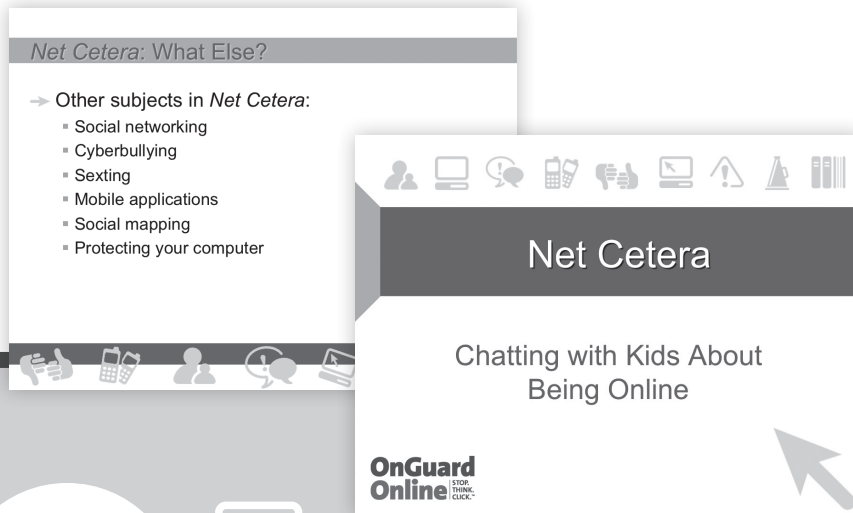 Net Cetera: What Else?
Other subjects in Net Cetera:
Social networking
Cyberbullying
Sexting
Mobile applications
Social mapping
Protecting your computer
Net Cetera
Chatting with Kids About
Being Online
OnGuard
Online
STOP.
THINK.
CLICK.™